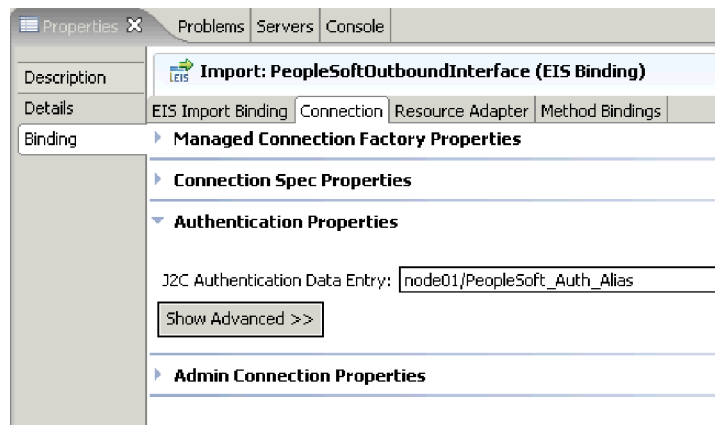 Properties Problems Servers Console
Description
Details
Binding
EIS Import: PeopleSoftOutboundInterface (EIS Binding)
EIS Import Binding Connection Resource Adapter Method Bindings
Managed Connection Factory Properties
Connection Spec Properties
Authentication Properties
J2C Authentication Data Entry: node01/PeopleSoft_Auth_Alias
Show Advanced >>
Admin Connection Properties